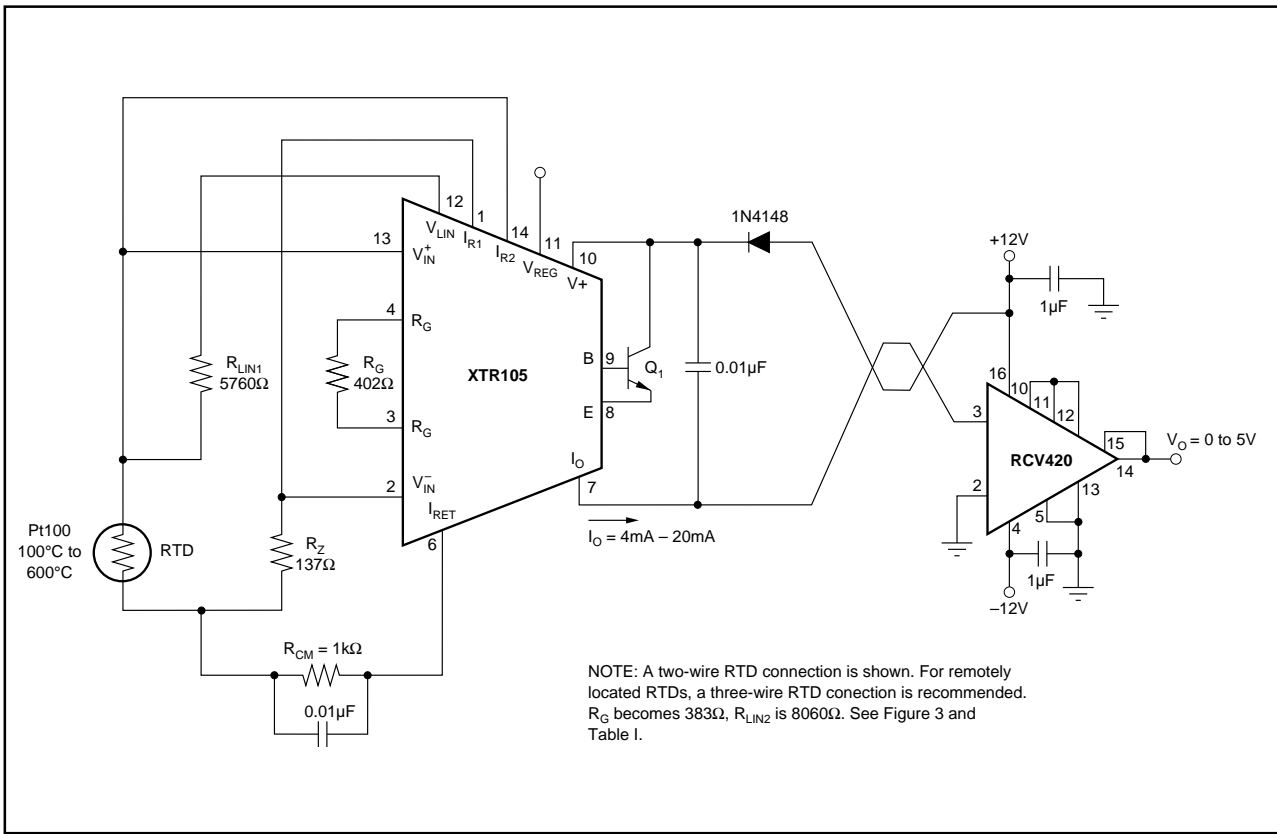 12
1
14
11
10
13
V_LIN
I_R1
I_R2
V_REG
V+
V⁺_IN
4
R_G
R_G
402Ω
3
R_G
R_LIN1
5760Ω
XTR105
B
9
E
8
Q₁
0.01µF
1N4148
2
V⁻_IN
I_RET
6
I_O
7
I_O = 4mA – 20mA
Pt100
100°C to
600°C
RTD
R_Z
137Ω
R_CM = 1kΩ
0.01µF
+12V
1µF
16
10
11
12
3
RCV420
15
14
V_O = 0 to 5V
2
13
5
4
1µF
–12V
NOTE: A two-wire RTD connection is shown. For remotely
located RTDs, a three-wire RTD conection is recommended.
R_G becomes 383Ω, R_LIN2 is 8060Ω. See Figure 3 and
Table I.